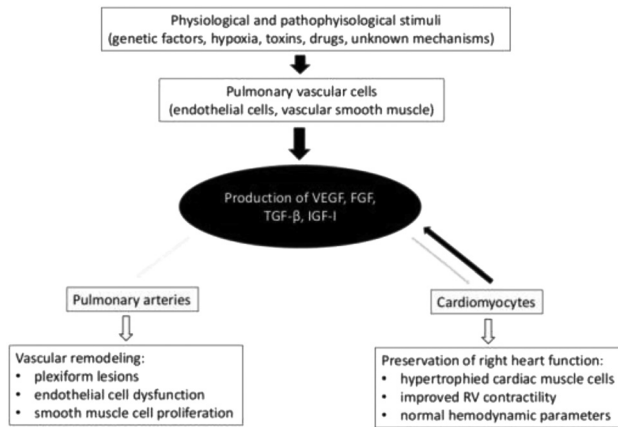 Physiological and pathophyisological stimuli
(genetic factors, hypoxia, toxins, drugs, unknown mechanisms)
Pulmonary vascular cells
(endothelial cells, vascular smooth muscle)
Production of VEGF, FGF,
TGF-β, IGF-I
Pulmonary arteries
Cardiomyocytes
Vascular remodeling:
• plexiform lesions
• endothelial cell dysfunction
• smooth muscle cell proliferation
Preservation of right heart function:
• hypertrophied cardiac muscle cells
• improved RV contractility
• normal hemodynamic parameters